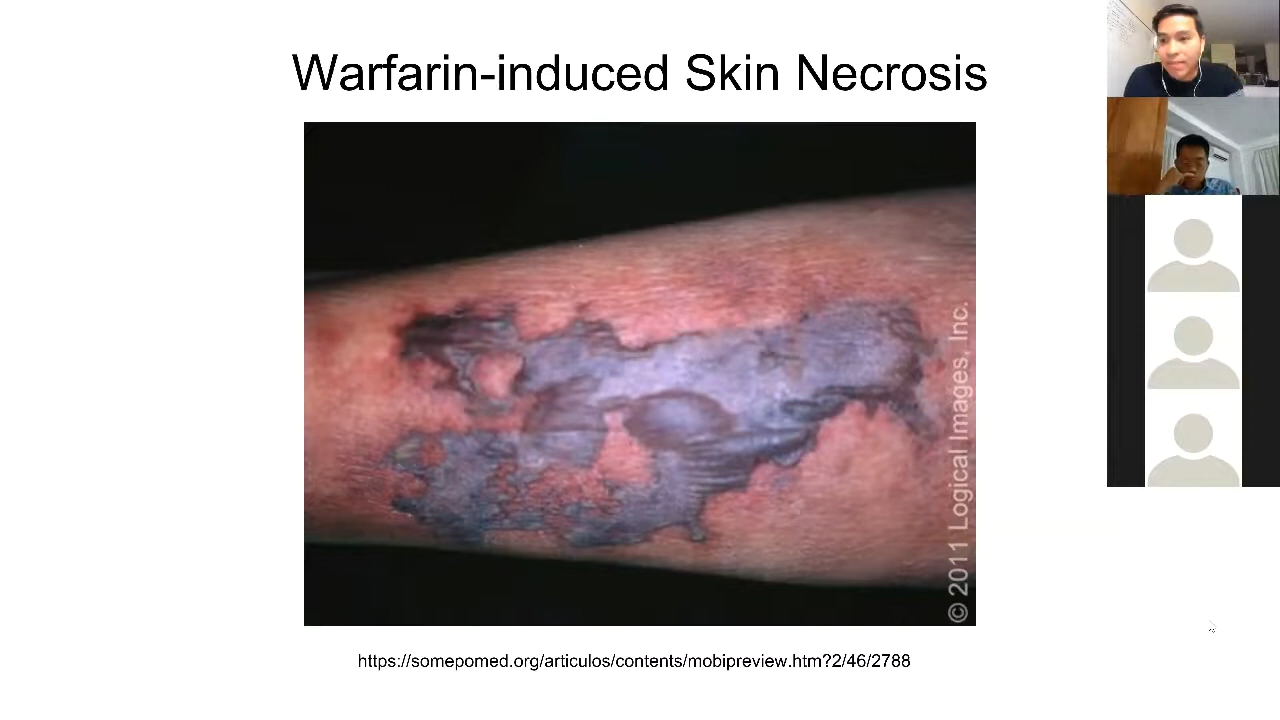 Warfarin-induced Skin Necrosis
© 2011 Logical Images, Inc.
https://somepomed.org/articulos/contents/mobipreview.htm?2/46/2788